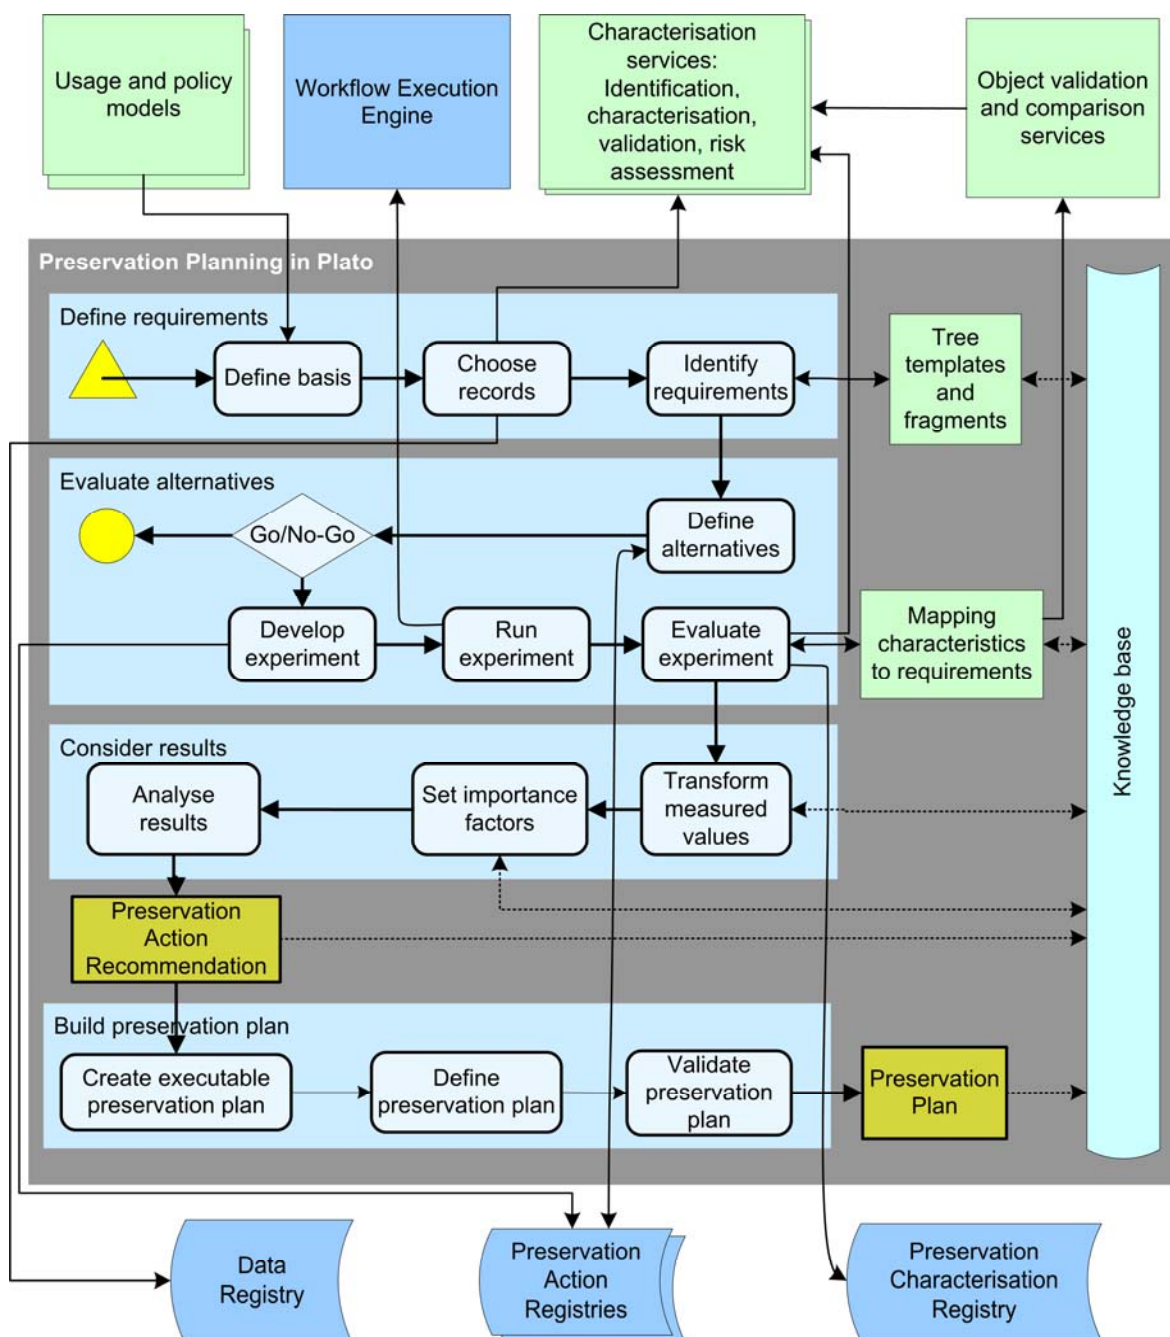 Usage and policy
models
Workflow Execution
Engine
Characterisation
services:
Identification,
characterisation,
validation, risk
assessment
Object validation
and comparison
services
Preservation Planning in Plato
Define requirements
Define basis
Choose
records
Identify
requirements
Tree
templates
and
fragments
Evaluate alternatives
Go/No-Go
Define
alternatives
Develop
experiment
Run
experiment
Evaluate
experiment
Mapping
characteristics
to requirements
Knowledge base
Consider results
Analyse
results
Set importance
factors
Transform
measured
values
Preservation
Action
Recommendation
Build preservation plan
Create executable
preservation plan
Define
preservation plan
Validate
preservation
plan
Preservation
Plan
Data
Registry
Preservation
Action
Registries
Preservation
Characterisation
Registry